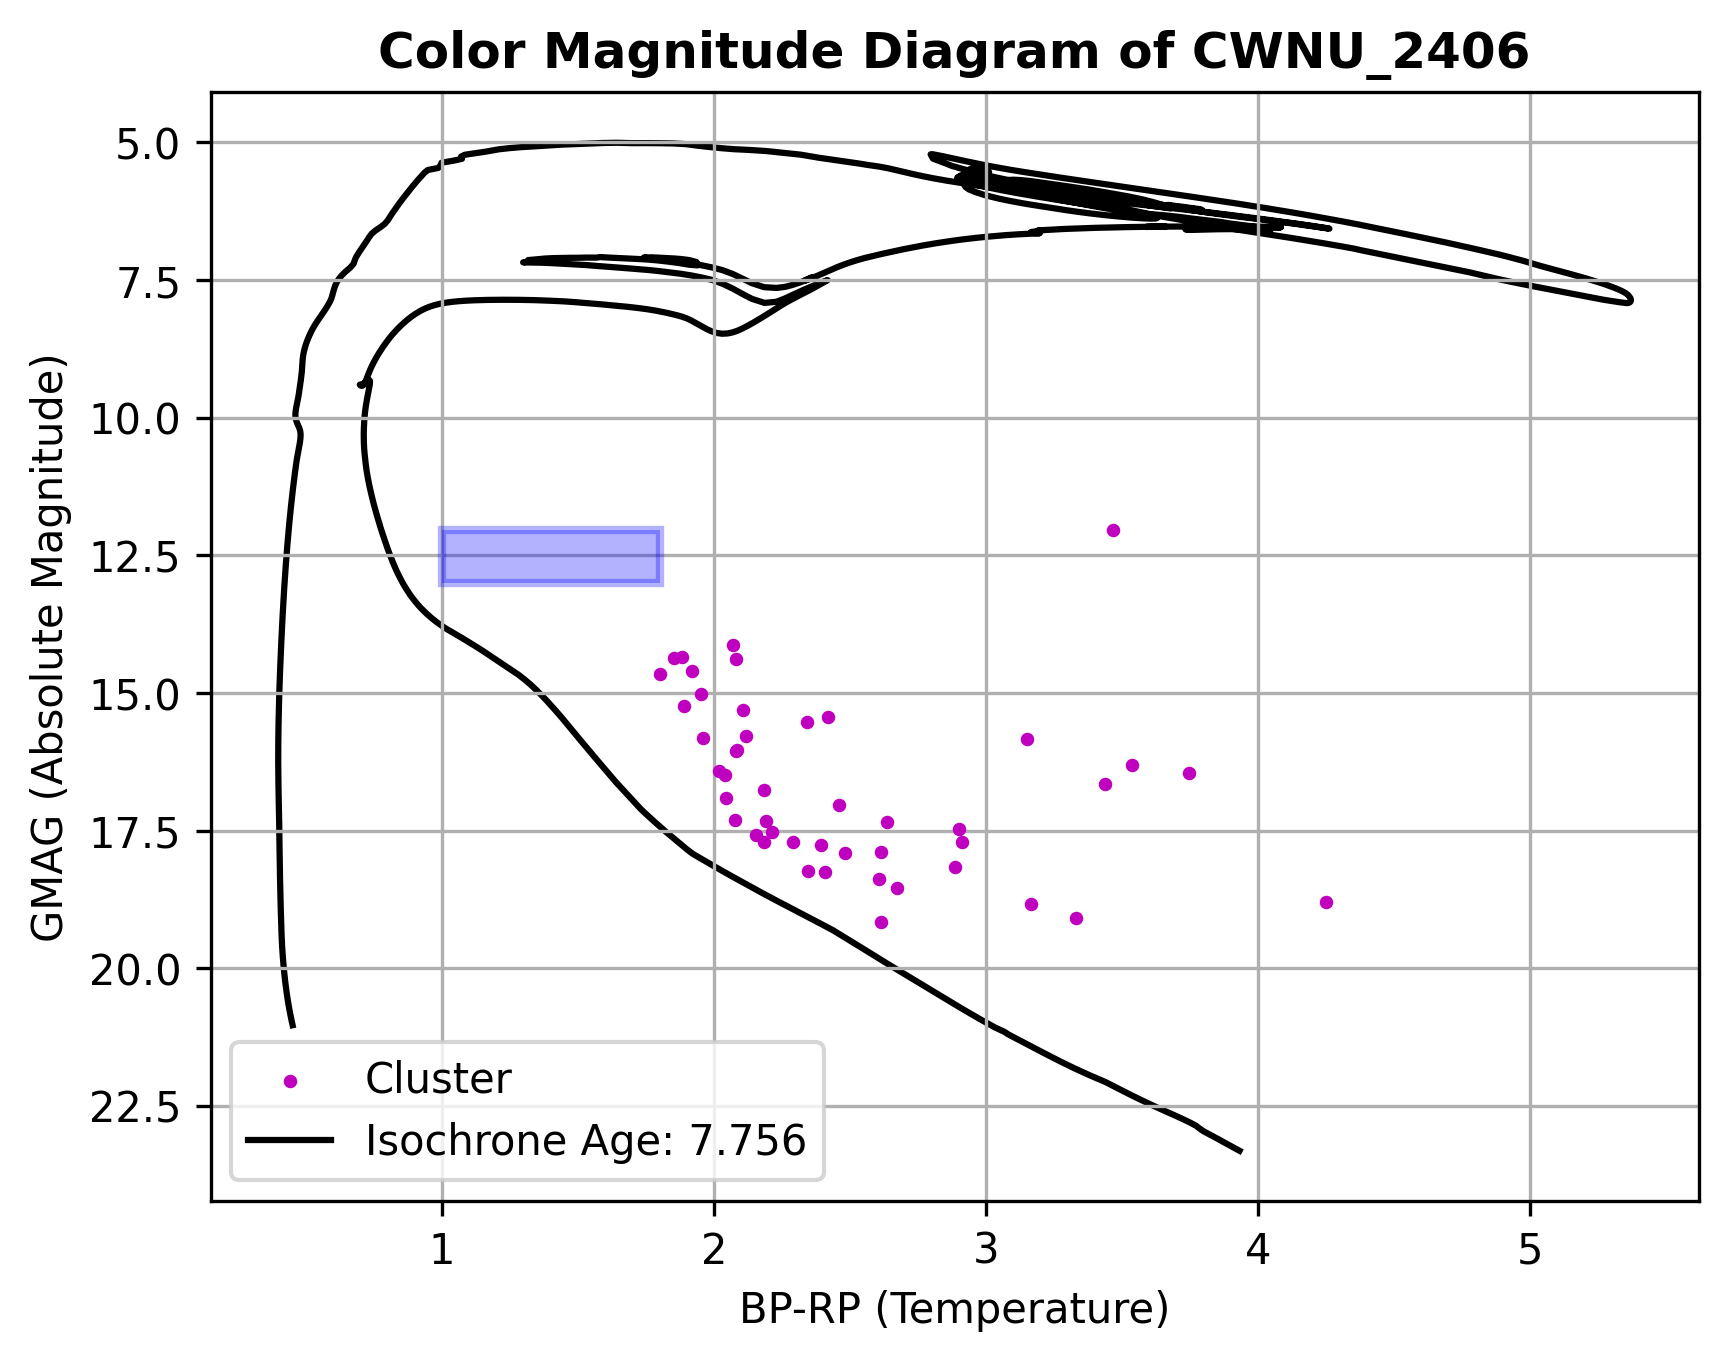 Color Magnitude Diagram of CWNU_2406
GMAG (Absolute Magnitude)
5.0
7.5
10.0
12.5
15.0
17.5
20.0
22.5
Cluster
Isochrone Age: 7.756
1 2 3 4 5
BP-RP (Temperature)